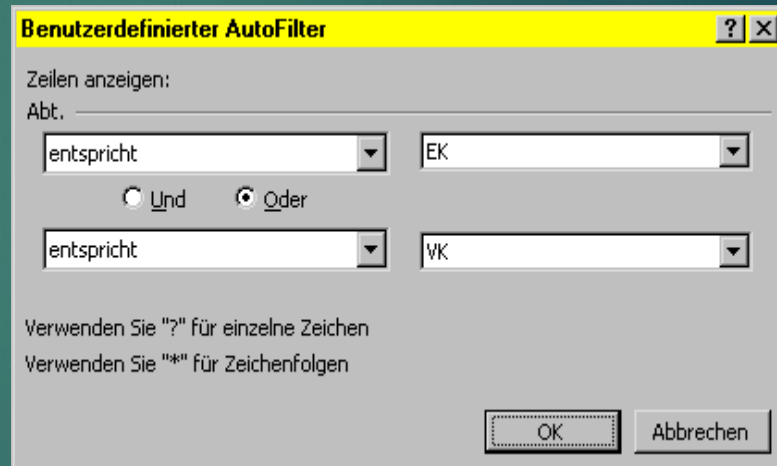 Benutzerdefinierter AutoFilter
Zeilen anzeigen:
Abt.
entspricht EK
Und Oder
entspricht VK
Verwenden Sie "?" für einzelne Zeichen
Verwenden Sie "*" für Zeichenfolgen
OK Abbrechen